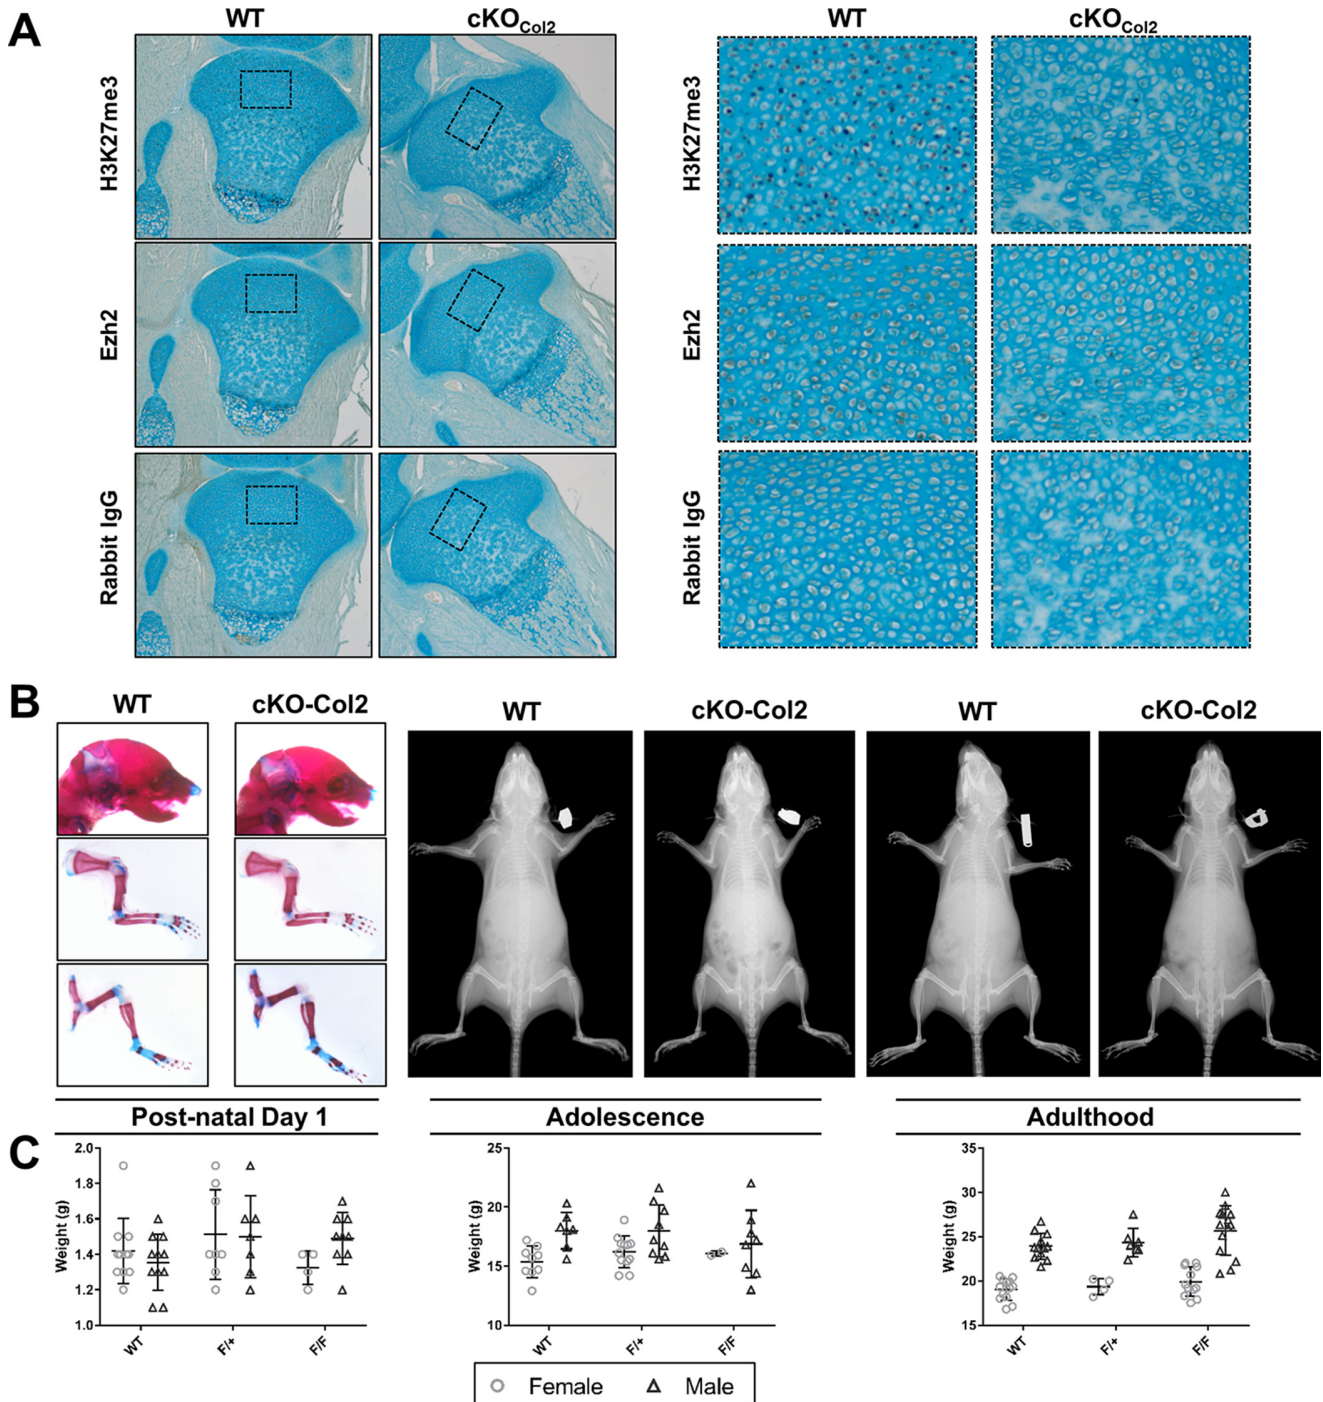 A
WT cKOCol2 WT cKOCol2
H3K27me3 H3K27me3
Ezh2 Ezh2
Rabbit IgG Rabbit IgG
B
WT cKO-Col2 WT cKO-Col2 WT cKO-Col2
Post-natal Day 1 Adolescence Adulthood
C
Weight (g)
2.0
1.8
1.6
1.4
1.2
1.0
WT F/+ F/F
Weight (g)
25
20
15
10
WT F/+ F/F
Weight (g)
35
30
25
20
15
WT F/+ F/F
Female Male